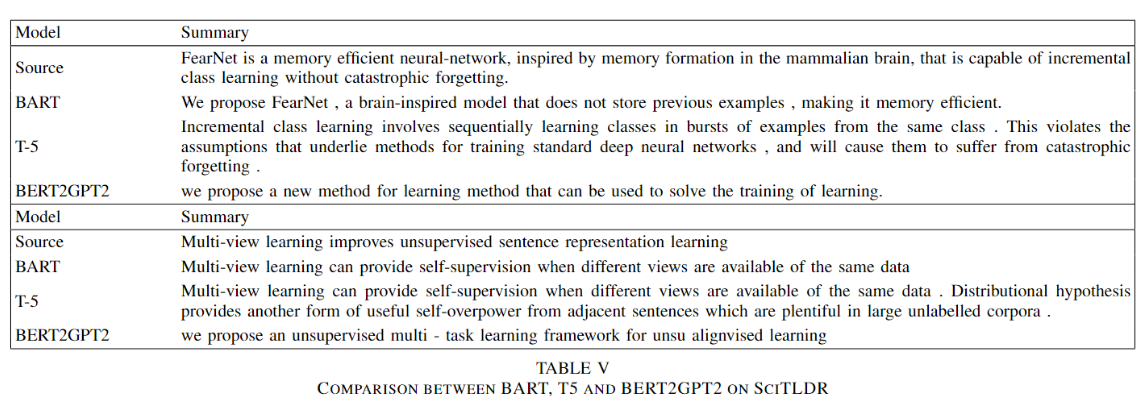 Model Summary
Source FearNet is a memory efficient neural-network, inspired by memory formation in the mammalian brain, that is capable of incremental
class learning without catastrophic forgetting.
BART We propose FearNet , a brain-inspired model that does not store previous examples , making it memory efficient.
T-5 Incremental class learning involves sequentially learning classes in bursts of examples from the same class . This violates the
assumptions that underlie methods for training standard deep neural networks , and will cause them to suffer from catastrophic
forgetting .
BERT2GPT2 we propose a new method for learning method that can be used to solve the training of learning.
Model Summary
Source Multi-view learning improves unsupervised sentence representation learning
BART Multi-view learning can provide self-supervision when different views are available of the same data
T-5 Multi-view learning can provide self-supervision when different views are available of the same data . Distributional hypothesis
provides another form of useful self-overpower from adjacent sentences which are plentiful in large unlabelled corpora .
BERT2GPT2 we propose an unsupervised multi - task learning framework for unsu alignvised learning
TABLE V
COMPARISON BETWEEN BART, T5 AND BERT2GPT2 ON SCITLDR